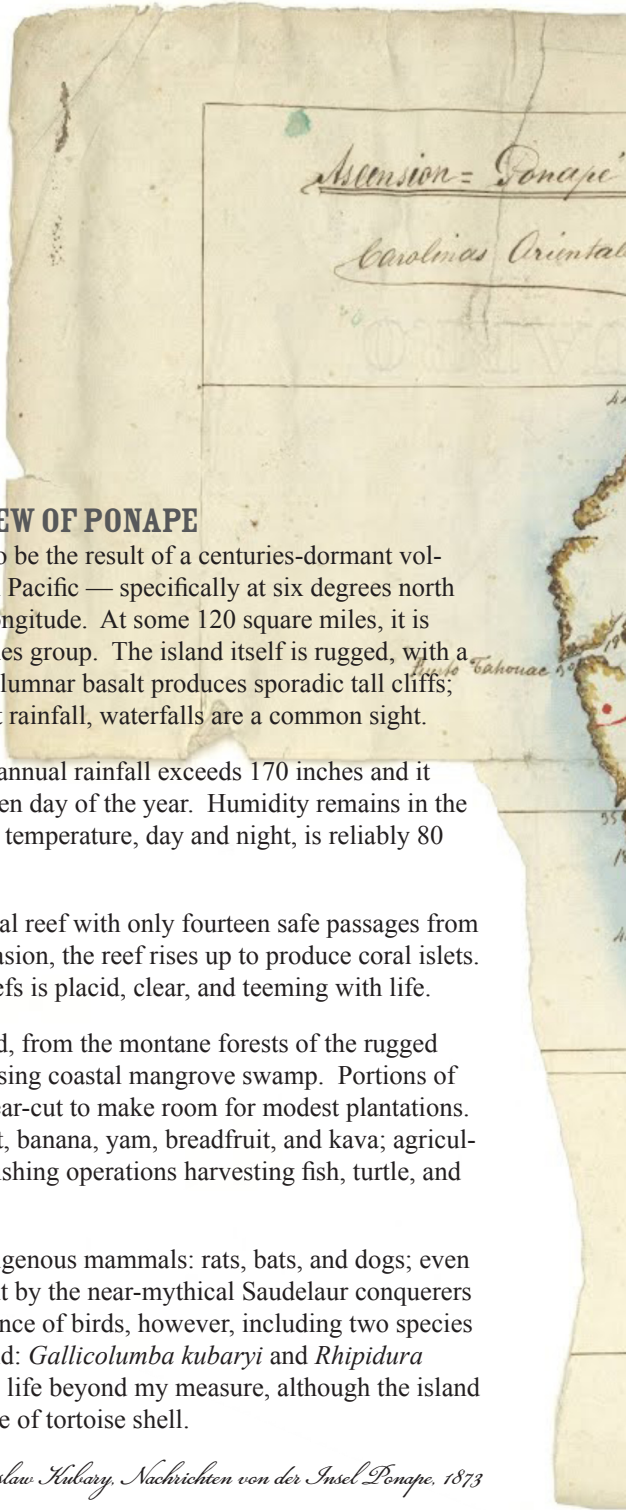 Ascension = Ponapé
Carolinas Oriental
EW OF PONAPE
o be the result of a centuries-dormant vol-
Pacific — specifically at six degrees north
ngitude. At some 120 square miles, it is
es group. The island itself is rugged, with a
lumnar basalt produces sporadic tall cliffs;
t rainfall, waterfalls are a common sight.
Tahouac
annual rainfall exceeds 170 inches and it
en day of the year. Humidity remains in the
temperature, day and night, is reliably 80
al reef with only fourteen safe passages from
asion, the reef rises up to produce coral islets.
efs is placid, clear, and teeming with life.
d, from the montane forests of the rugged
sing coastal mangrove swamp. Portions of
ear-cut to make room for modest plantations.
t, banana, yam, breadfruit, and kava; agricul-
shing operations harvesting fish, turtle, and
genous mammals: rats, bats, and dogs; even
t by the near-mythical Saudelaur conquerers
nce of birds, however, including two species
d: Gallicolumba kubaryi and Rhipidura
life beyond my measure, although the island
e of tortoise shell.
slaw Kubary, Nachrichten von der Insel Ponape, 1873